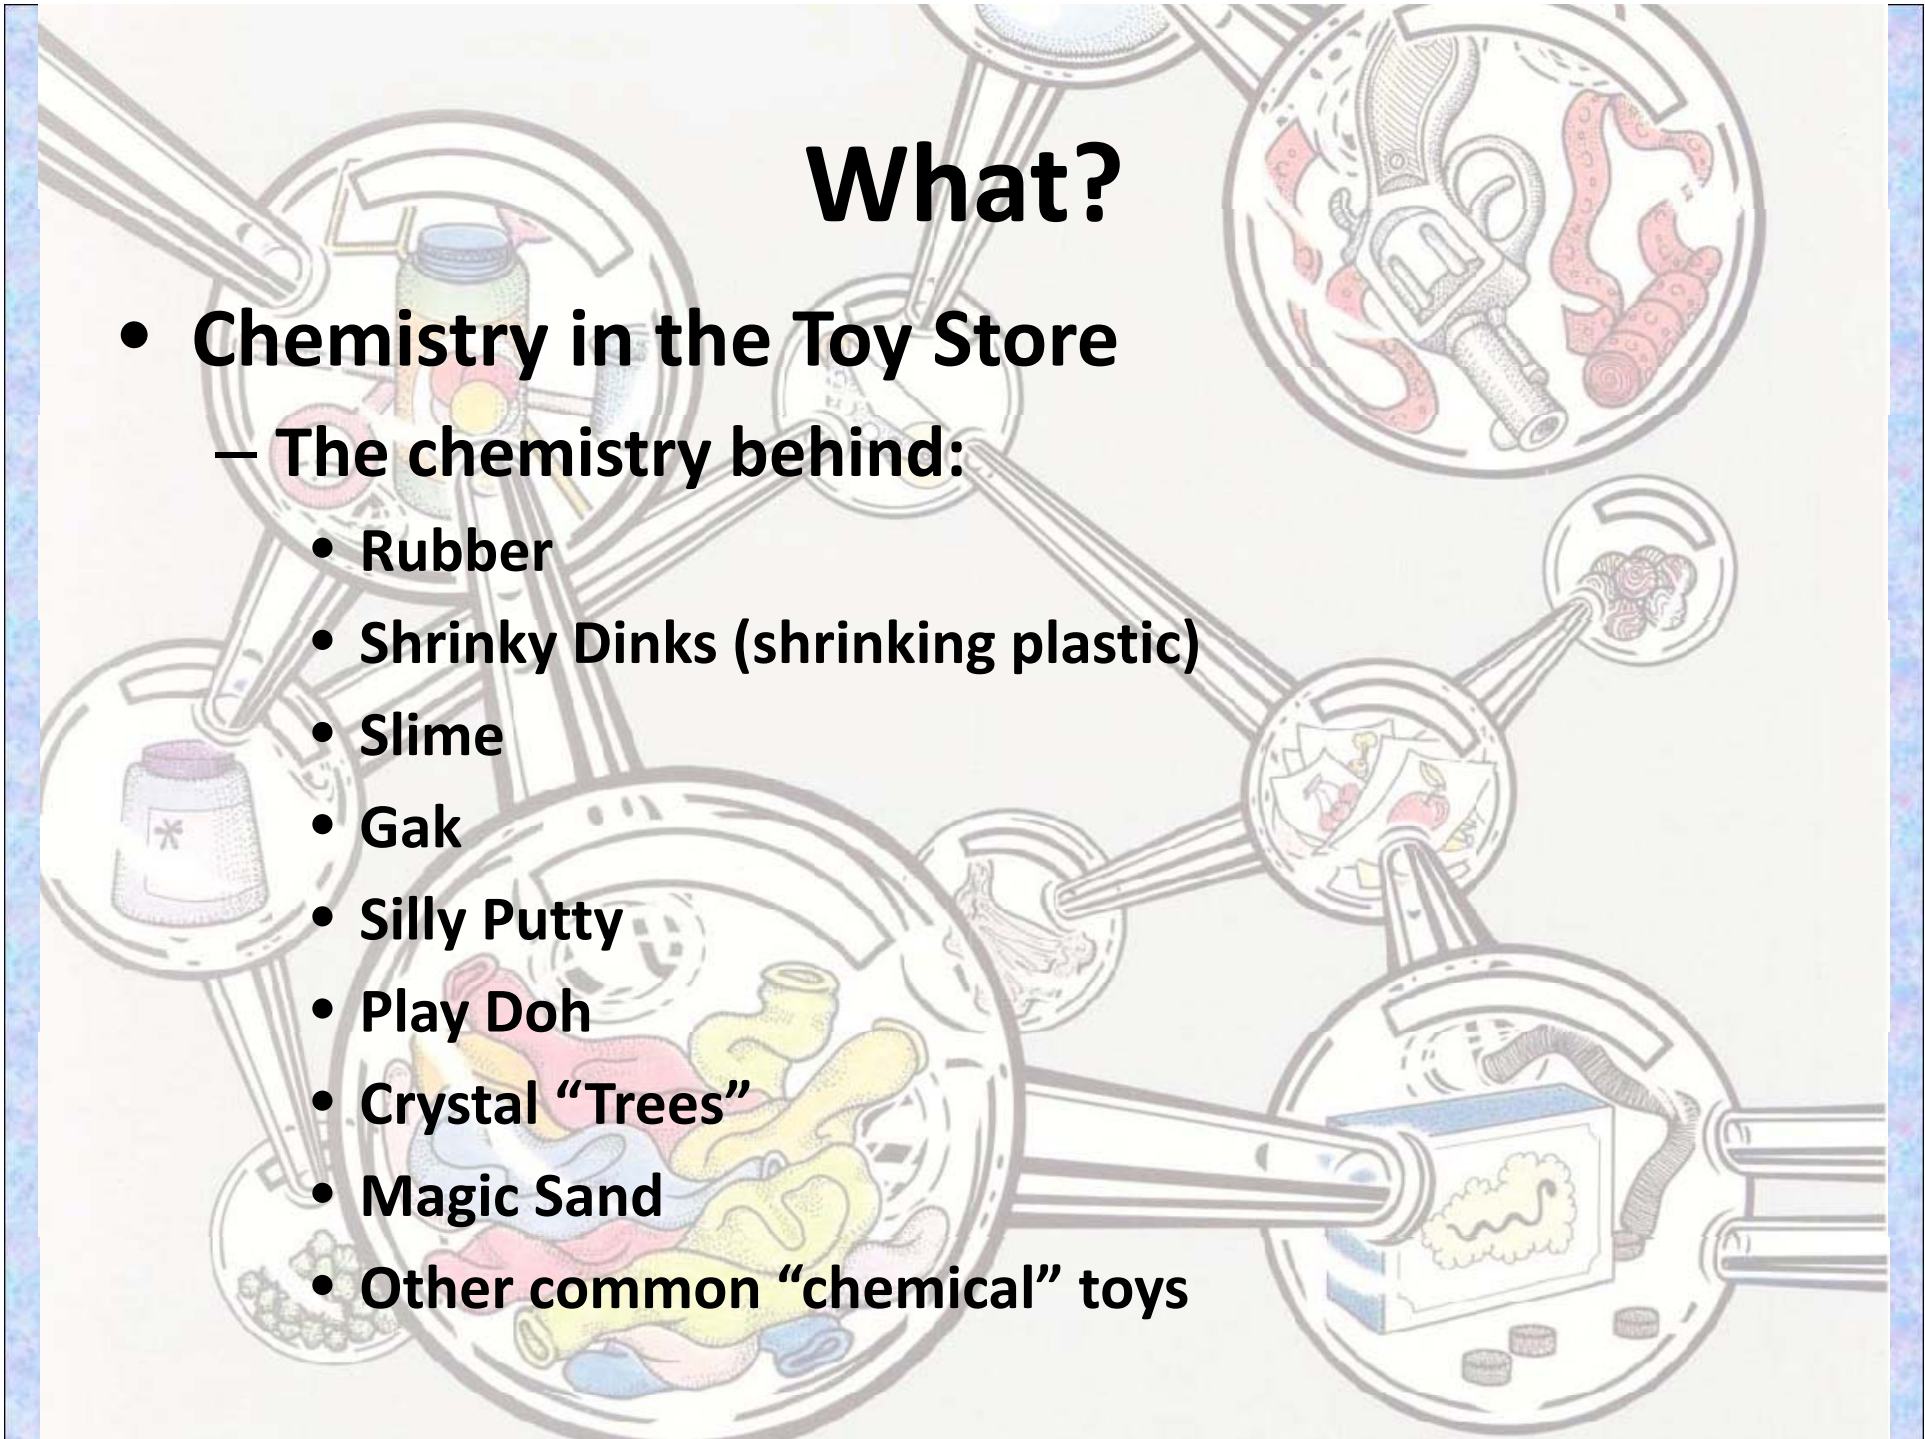 What?
• Chemistry in the Toy Store
– The chemistry behind:
• Rubber
• Shrinky Dinks (shrinking plastic)
• Slime
• Gak
• Silly Putty
• Play Doh
• Crystal “Trees”
• Magic Sand
• Other common “chemical” toys